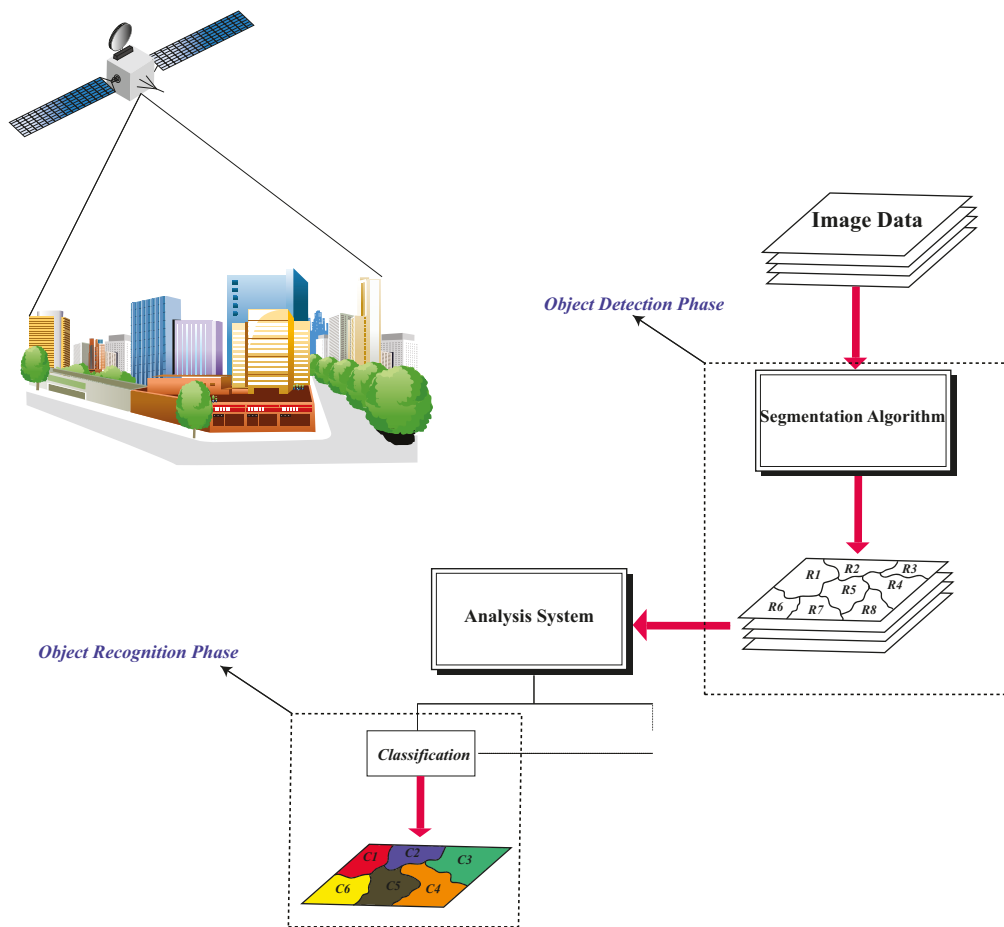 Image Data
Object Detection Phase
Segmentation Algorithm
R1 R2 R3
R4
R5
R6 R7 R8
Analysis System
Object Recognition Phase
Classification
C1 C2 C3
C6 C5 C4